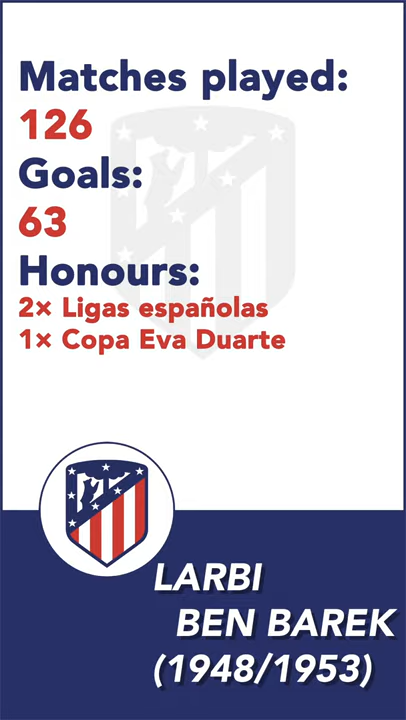 Matches played:
126
Goals:
63
Honours:
2× Ligas españolas
1× Copa Eva Duarte
LARBI
BEN BAREK
(1948/1953)